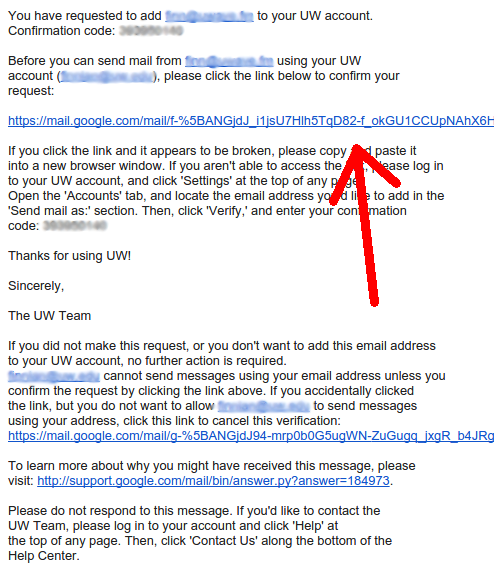 You have requested to add to your UW account.
Confirmation code:
Before you can send mail from using your UW
account ( ), please click the link below to confirm your
request:
https://mail.google.com/mail/f-%5BANGjdJ_i1jsU7Hlh5TqD82-f_okGU1CCUpNAhX6H
If you click the link and it appears to be broken, please copy and paste it
into a new browser window. If you aren't able to access the link, please log in
to your UW account, and click 'Settings' at the top of any page.
Open the 'Accounts' tab, and locate the email address you'd like to add in the
'Send mail as:' section. Then, click 'Verify,' and enter your confirmation
code:
Thanks for using UW!
Sincerely,
The UW Team
If you did not make this request, or you don't want to add this email address
to your UW account, no further action is required.
cannot send messages using your email address unless you
confirm the request by clicking the link above. If you accidentally clicked
the link, but you do not want to allow to send messages
using your address, click this link to cancel this verification:
https://mail.google.com/mail/g-%5BANGjdJ94-mrp0b0G5ugWN-ZuGugq_jxgR_b4JRg
To learn more about why you might have received this message, please
visit: http://support.google.com/mail/bin/answer.py?answer=184973.
Please do not respond to this message. If you'd like to contact the
UW Team, please log in to your account and click 'Help' at
the top of any page. Then, click 'Contact Us' along the bottom of the
Help Center.